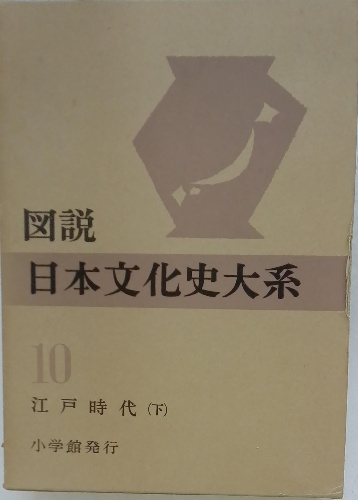 図説
日本文化史大系
10
江戸時代(下)
小学館発行